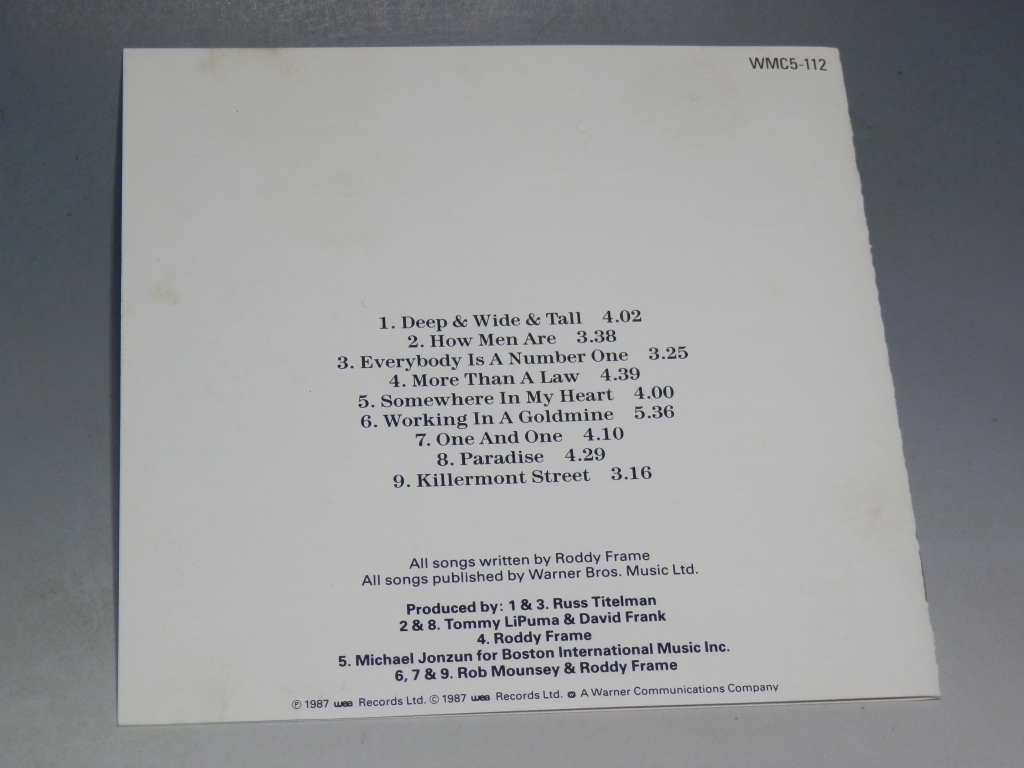 WMC5-112
1. Deep & Wide & Tall 4.02
2. How Men Are 3.38
3. Everybody Is A Number One 3.25
4. More Than A Law 4.39
5. Somewhere In My Heart 4.00
6. Working In A Goldmine 5.36
7. One And One 4.10
8. Paradise 4.29
9. Killermont Street 3.16
All songs written by Roddy Frame
All songs published by Warner Bros. Music Ltd.
Produced by: 1 & 3. Russ Titelman
2 & 8. Tommy LiPuma & David Frank
4. Roddy Frame
5. Michael Jonzun for Boston International Music Inc.
6, 7 & 9. Rob Mounsey & Roddy Frame
℗ 1987 wea Records Ltd. © 1987 wea Records Ltd. A Warner Communications Company